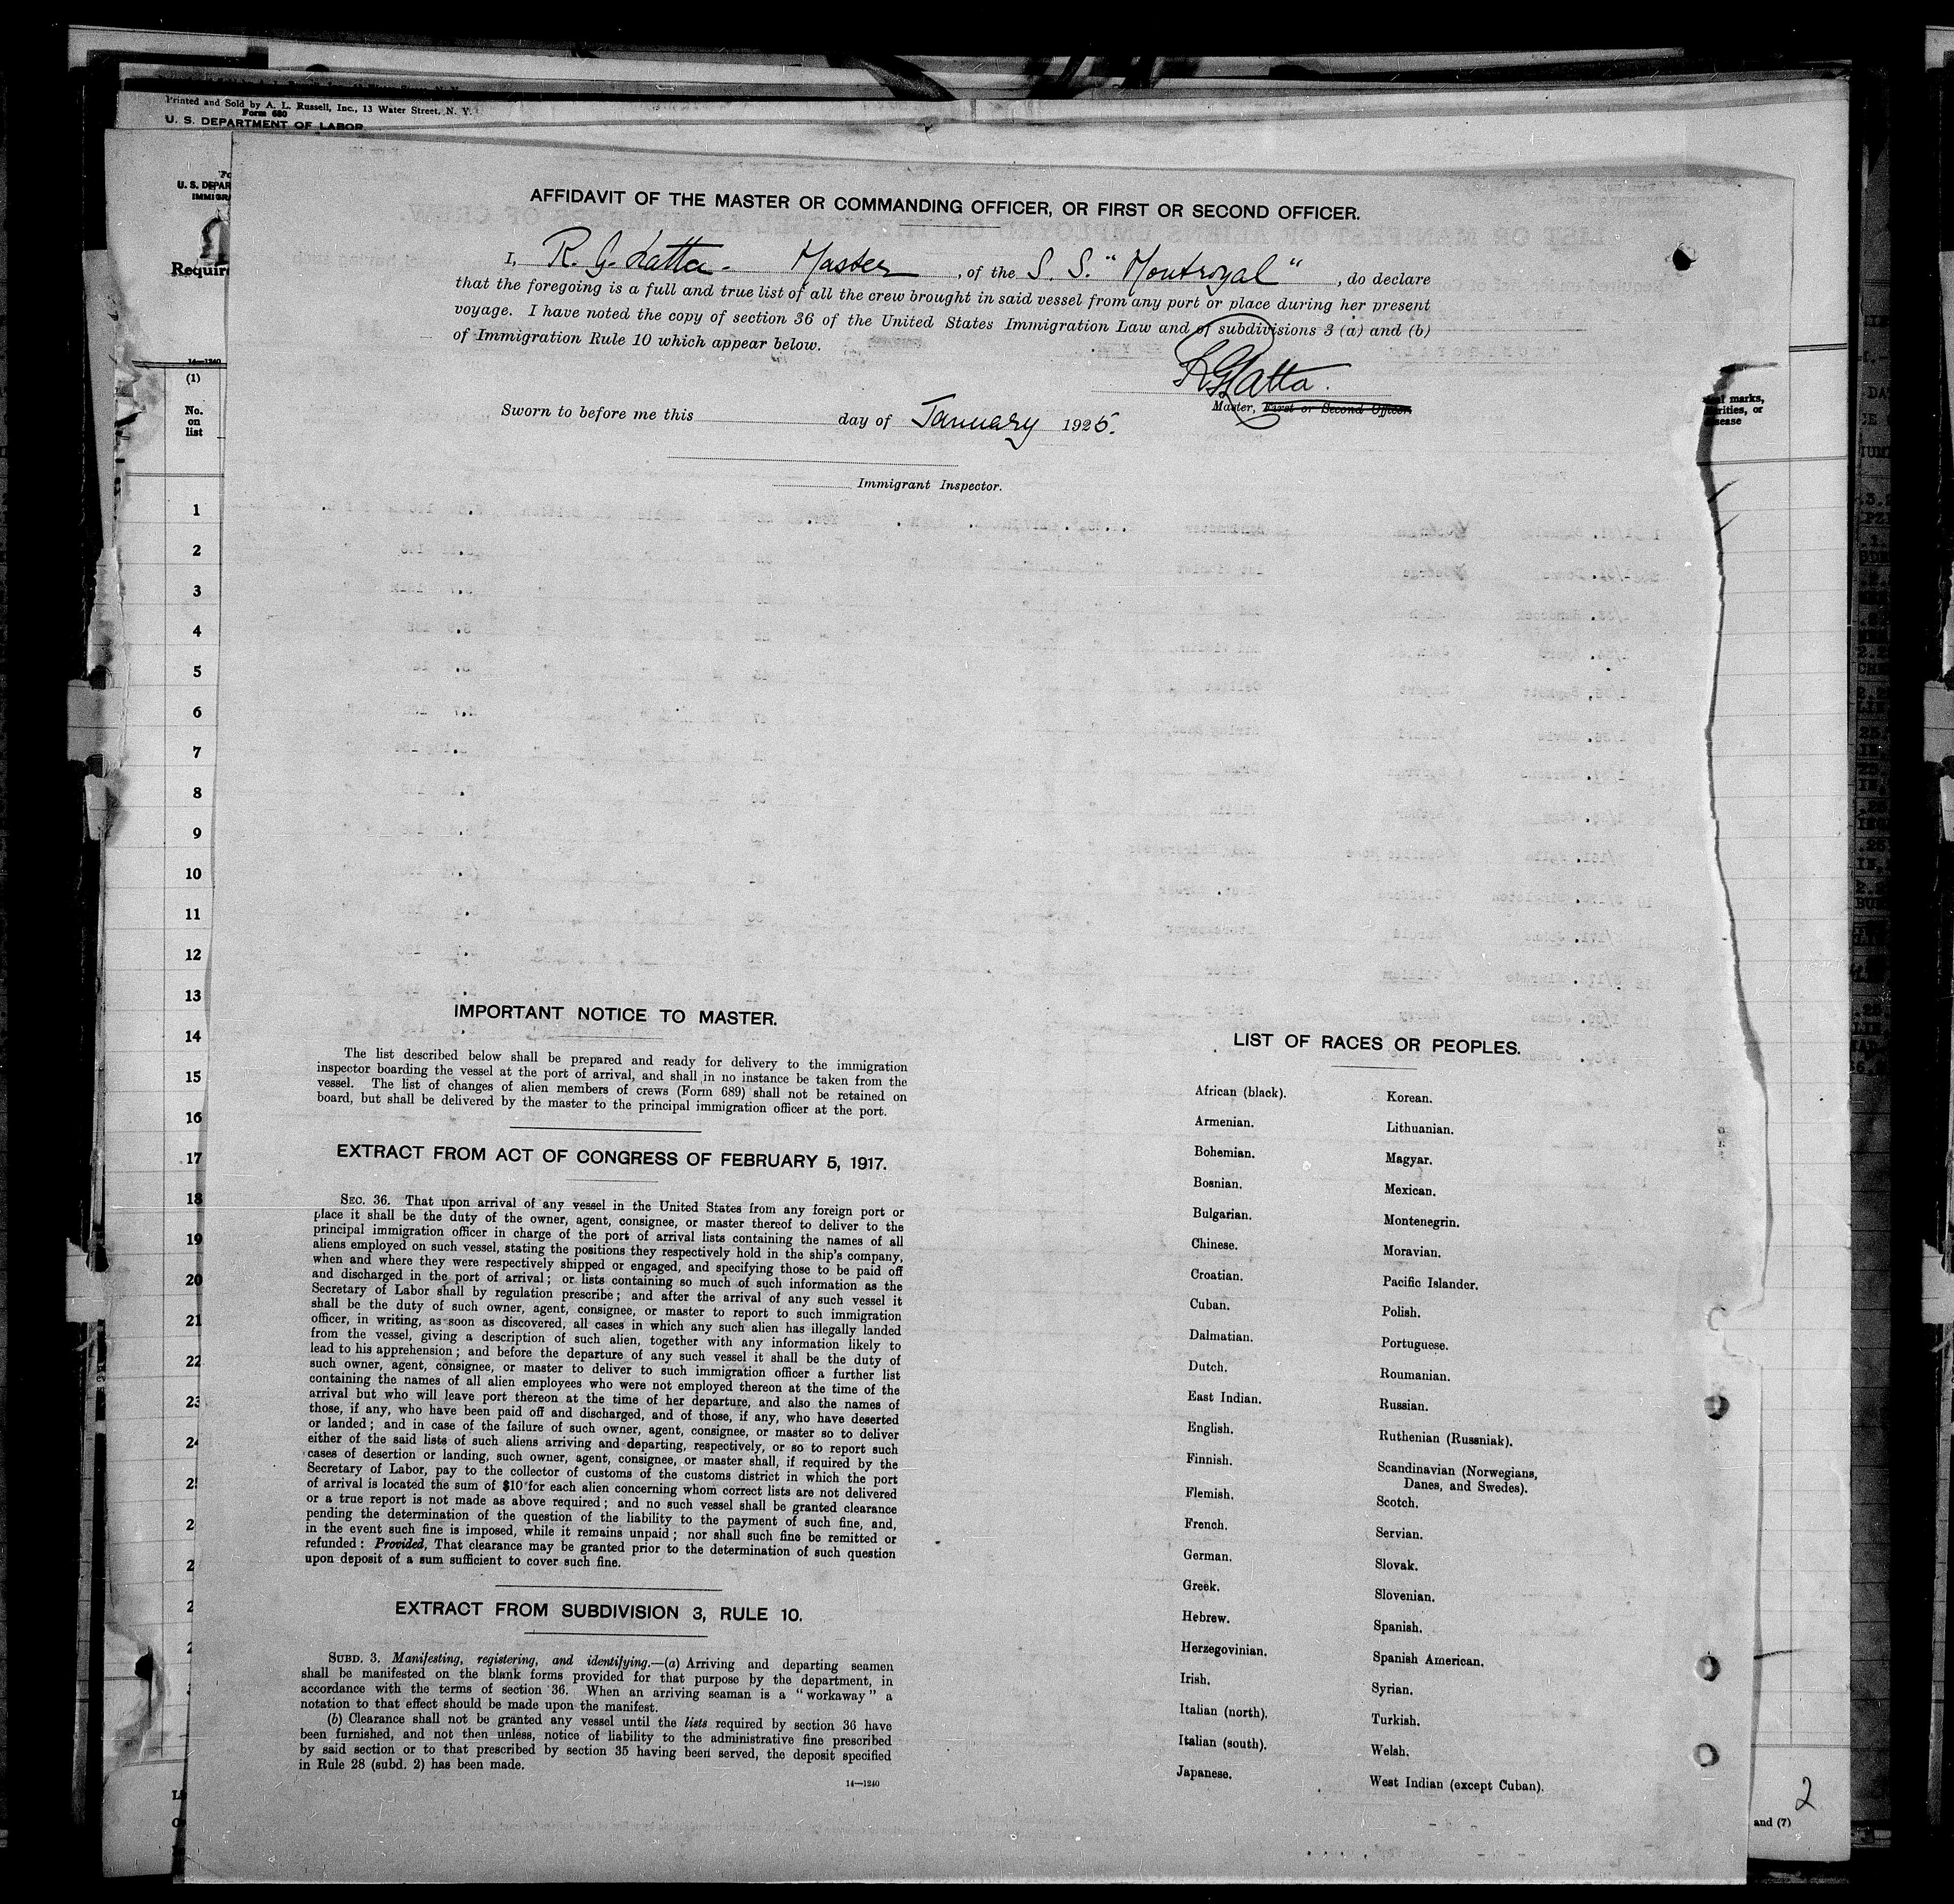 Printed and Sold by A. L. Russell, Inc., 13 Water Street, N. Y.
Form 680
U. S. DEPARTMENT OF LABOR
U. S. DEPAR
IMMIGRA
Require
14—1240
(1)
No.
on
list
marks,
or
1
2
3
4
5
6
7
8
9
10
11
12
13
14
15
16
17
18
19
20
21
22
23
24
and (7)
2
AFFIDAVIT OF THE MASTER OR COMMANDING OFFICER, OR FIRST OR SECOND OFFICER.
I, R. G. Latta - Master, of the S. S. "Montroyal", do declare
that the foregoing is a full and true list of all the crew brought in said vessel from any port or place during her present
voyage. I have noted the copy of section 36 of the United States Immigration Law and of subdivisions 3 (a) and (b)
of Immigration Rule 10 which appear below.
RGLatta.
Master, First or Second Officer.
Sworn to before me this day of January 1925.
Immigrant Inspector.
IMPORTANT NOTICE TO MASTER.
The list described below shall be prepared and ready for delivery to the immigration
inspector boarding the vessel at the port of arrival, and shall in no instance be taken from the
vessel. The list of changes of alien members of crews (Form 689) shall not be retained on
board, but shall be delivered by the master to the principal immigration officer at the port.
EXTRACT FROM ACT OF CONGRESS OF FEBRUARY 5, 1917.
SEC. 36. That upon arrival of any vessel in the United States from any foreign port or
place it shall be the duty of the owner, agent, consignee, or master thereof to deliver to the
principal immigration officer in charge of the port of arrival lists containing the names of all
aliens employed on such vessel, stating the positions they respectively hold in the ship's company,
when and where they were respectively shipped or engaged, and specifying those to be paid off
and discharged in the port of arrival; or lists containing so much of such information as the
Secretary of Labor shall by regulation prescribe; and after the arrival of any such vessel it
shall be the duty of such owner, agent, consignee, or master to report to such immigration
officer, in writing, as soon as discovered, all cases in which any such alien has illegally landed
from the vessel, giving a description of such alien, together with any information likely to
lead to his apprehension; and before the departure of any such vessel it shall be the duty of
such owner, agent, consignee, or master to deliver to such immigration officer a further list
containing the names of all alien employees who were not employed thereon at the time of the
arrival but who will leave port thereon at the time of her departure, and also the names of
those, if any, who have been paid off and discharged, and of those, if any, who have deserted
or landed; and in case of the failure of such owner, agent, consignee, or master so to deliver
either of the said lists of such aliens arriving and departing, respectively, or so to report such
cases of desertion or landing, such owner, agent, consignee, or master shall, if required by the
Secretary of Labor, pay to the collector of customs of the customs district in which the port
of arrival is located the sum of $10 for each alien concerning whom correct lists are not delivered
or a true report is not made as above required; and no such vessel shall be granted clearance
pending the determination of the question of the liability to the payment of such fine, and,
in the event such fine is imposed, while it remains unpaid; nor shall such fine be remitted or
refunded: Provided, That clearance may be granted prior to the determination of such question
upon deposit of a sum sufficient to cover such fine.
EXTRACT FROM SUBDIVISION 3, RULE 10.
SUBD. 3. Manifesting, registering, and identifying.—(a) Arriving and departing seamen
shall be manifested on the blank forms provided for that purpose by the department, in
accordance with the terms of section 36. When an arriving seaman is a "workaway" a
notation to that effect should be made upon the manifest.
(b) Clearance shall not be granted any vessel until the lists required by section 36 have
been furnished, and not then unless, notice of liability to the administrative fine prescribed
by said section or to that prescribed by section 35 having been served, the deposit specified
in Rule 28 (subd. 2) has been made.
14—1240
LIST OF RACES OR PEOPLES.
African (black).
Armenian.
Bohemian.
Bosnian.
Bulgarian.
Chinese.
Croatian.
Cuban.
Dalmatian.
Dutch.
East Indian.
English.
Finnish.
Flemish.
French.
German.
Greek.
Hebrew.
Herzegovinian.
Irish.
Italian (north).
Italian (south).
Japanese.
Korean.
Lithuanian.
Magyar.
Mexican.
Montenegrin.
Moravian.
Pacific Islander.
Polish.
Portuguese.
Roumanian.
Russian.
Ruthenian (Russniak).
Scandinavian (Norwegians,
Danes, and Swedes).
Scotch.
Servian.
Slovak.
Slovenian.
Spanish.
Spanish American.
Syrian.
Turkish.
Welsh.
West Indian (except Cuban).